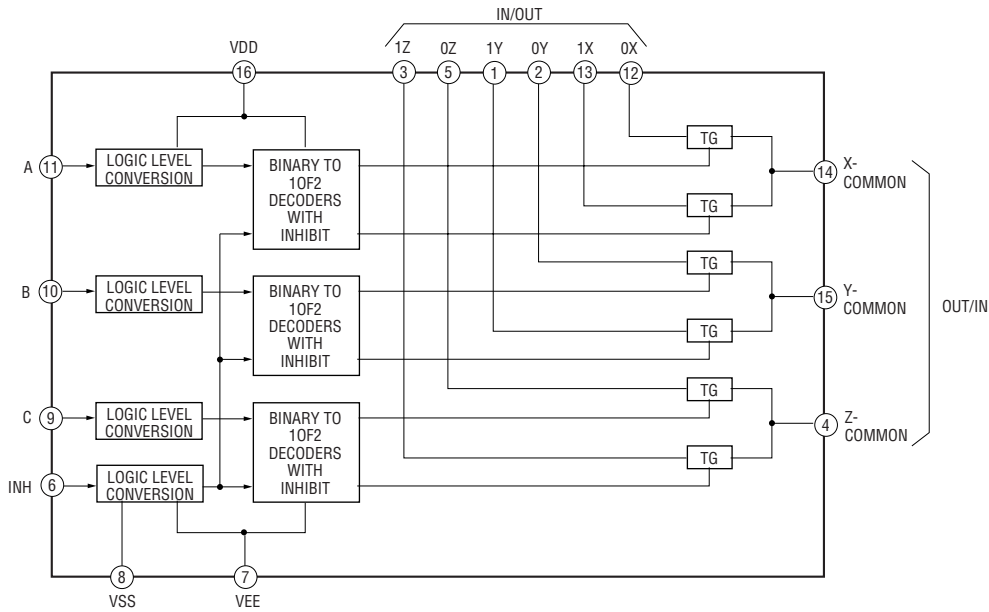 IN/OUT
VDD
1Z
0Z
1Y
0Y
1X
0X
16
3
5
1
2
13
12
A
11
LOGIC LEVEL
CONVERSION
BINARY TO
1OF2
DECODERS
WITH
INHIBIT
TG
TG
14
X-
COMMON
B
10
LOGIC LEVEL
CONVERSION
BINARY TO
1OF2
DECODERS
WITH
INHIBIT
TG
TG
15
Y-
COMMON
OUT/IN
C
9
LOGIC LEVEL
CONVERSION
BINARY TO
1OF2
DECODERS
WITH
INHIBIT
TG
TG
4
Z-
COMMON
INH
6
LOGIC LEVEL
CONVERSION
8
7
VSS
VEE